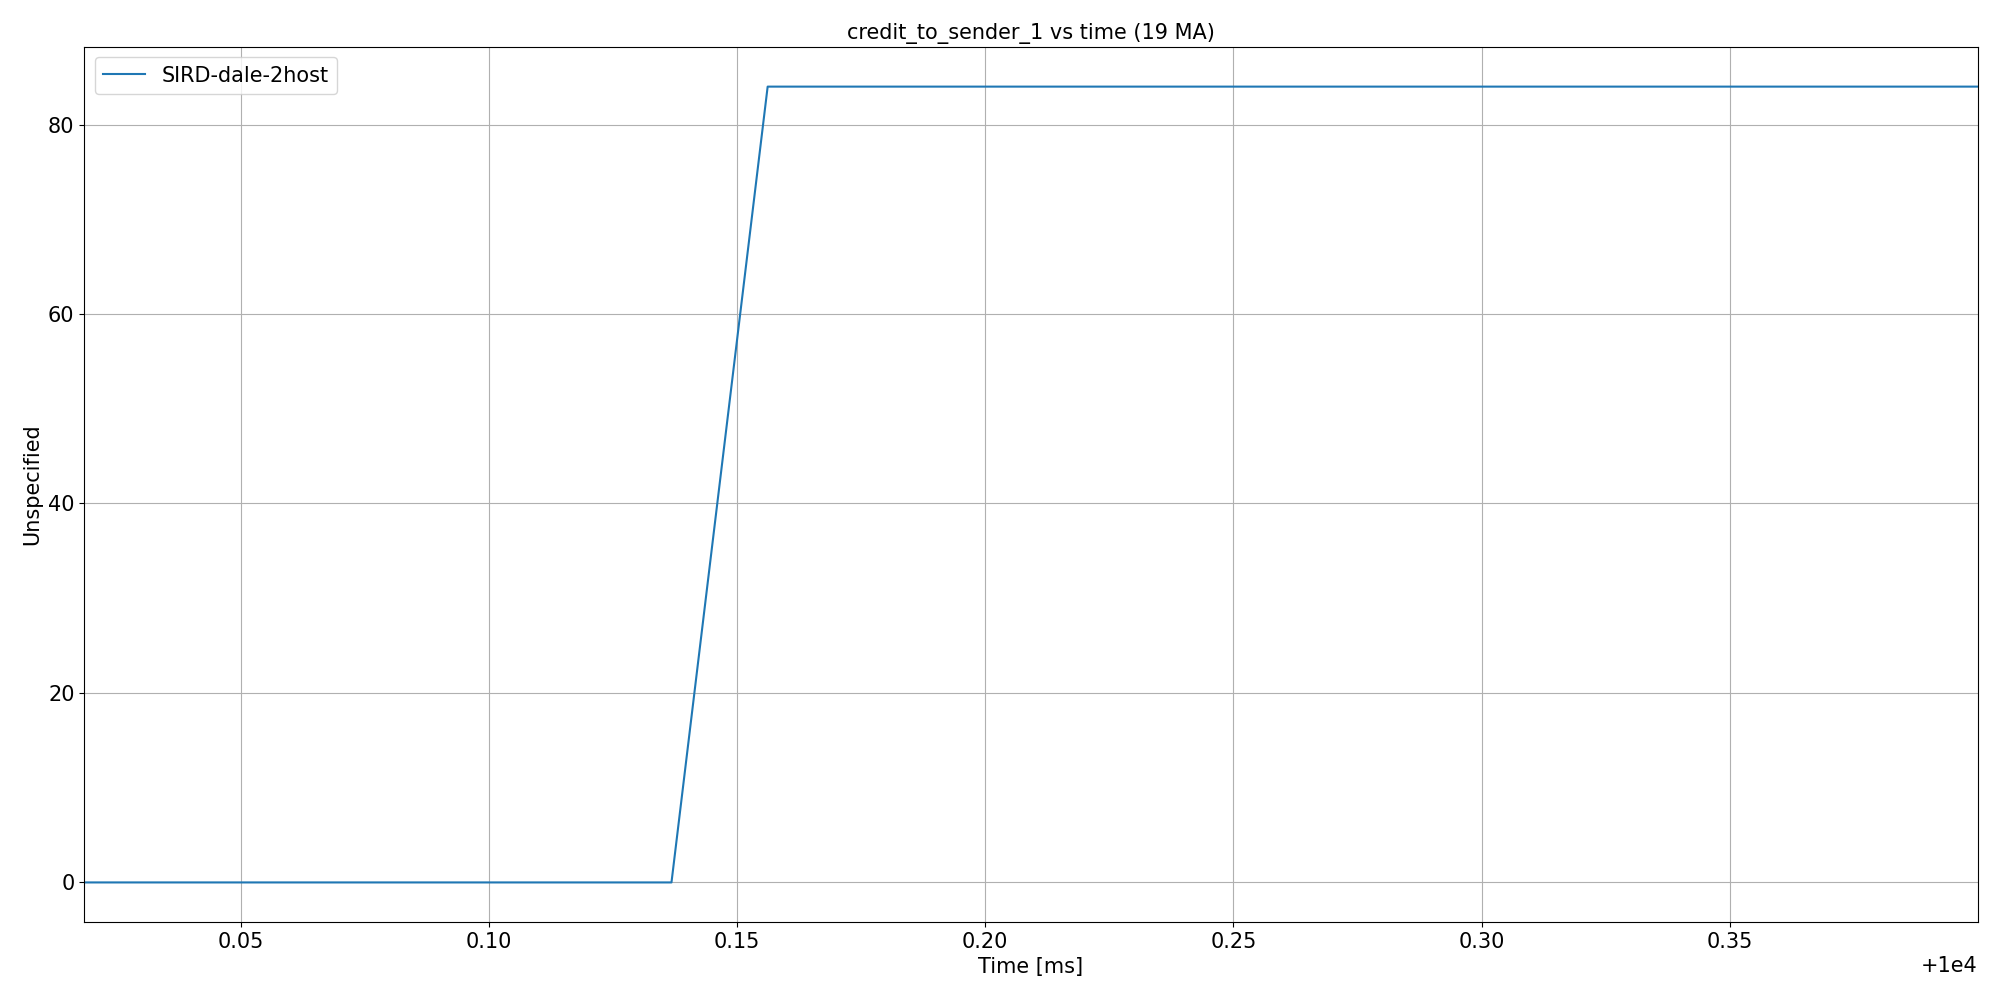 credit_to_sender_1 vs time (19 MA)
SIRD-dale-2host
80
60
40
20
0
Unspecified
0.05 0.10 0.15 0.20 0.25 0.30 0.35
Time [ms]
+1e4